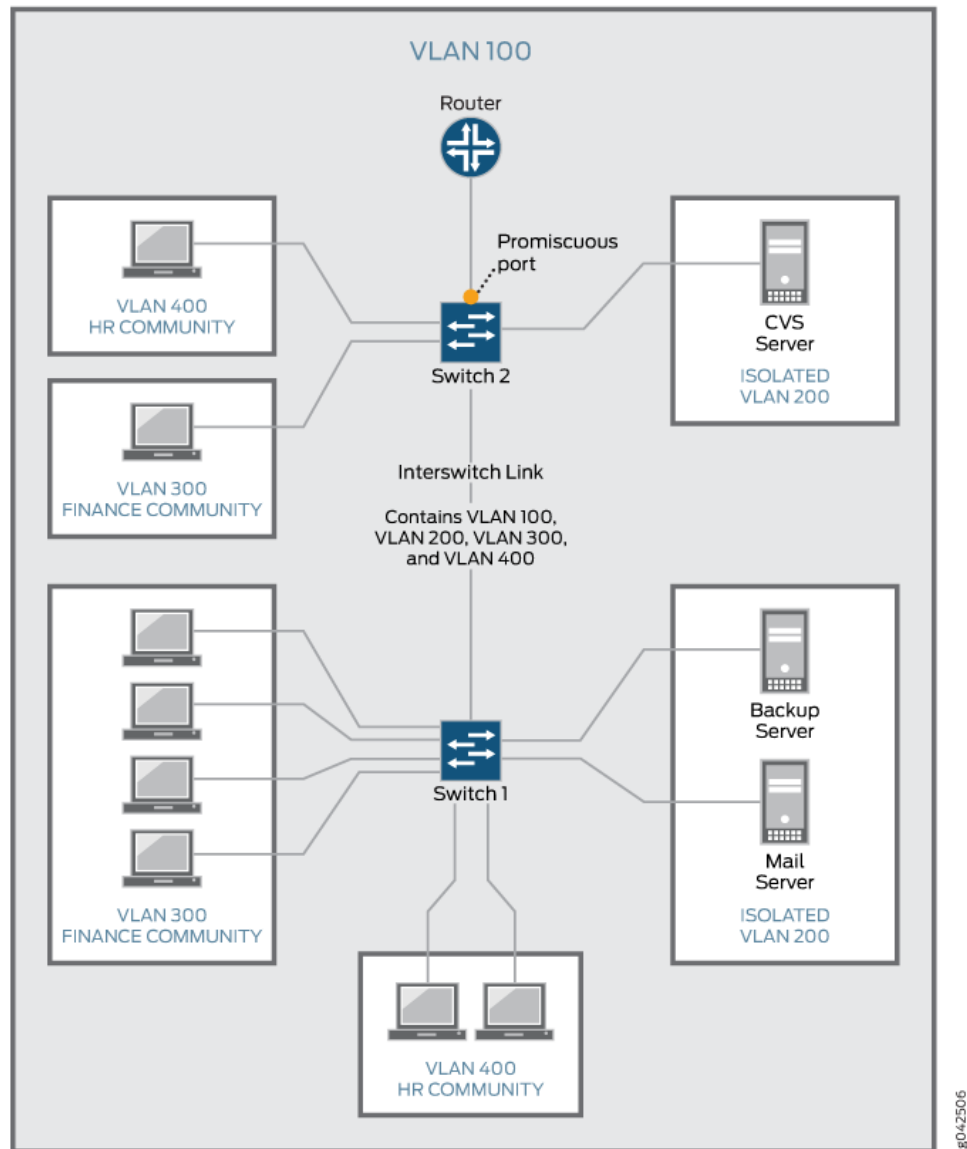 VLAN 100
Router
Promiscuous
port
VLAN 400
HR COMMUNITY
Switch 2
CVS
Server
ISOLATED
VLAN 200
VLAN 300
FINANCE COMMUNITY
Interswitch Link
Contains VLAN 100,
VLAN 200, VLAN 300,
and VLAN 400
Switch 1
Backup
Server
Mail
Server
VLAN 300
FINANCE COMMUNITY
ISOLATED
VLAN 200
VLAN 400
HR COMMUNITY
g042506